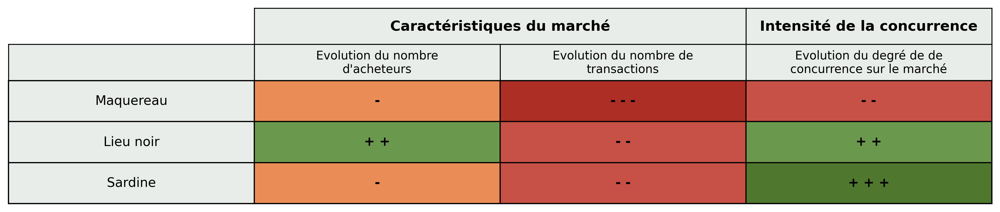 Caractéristiques du marché
Intensité de la concurrence
Evolution du nombre
d'acheteurs
Evolution du nombre de
transactions
Evolution du degré de de
concurrence sur le marché
Maquereau
-
- - -
- -
Lieu noir
+ +
- -
+ +
Sardine
-
- -
+ + +